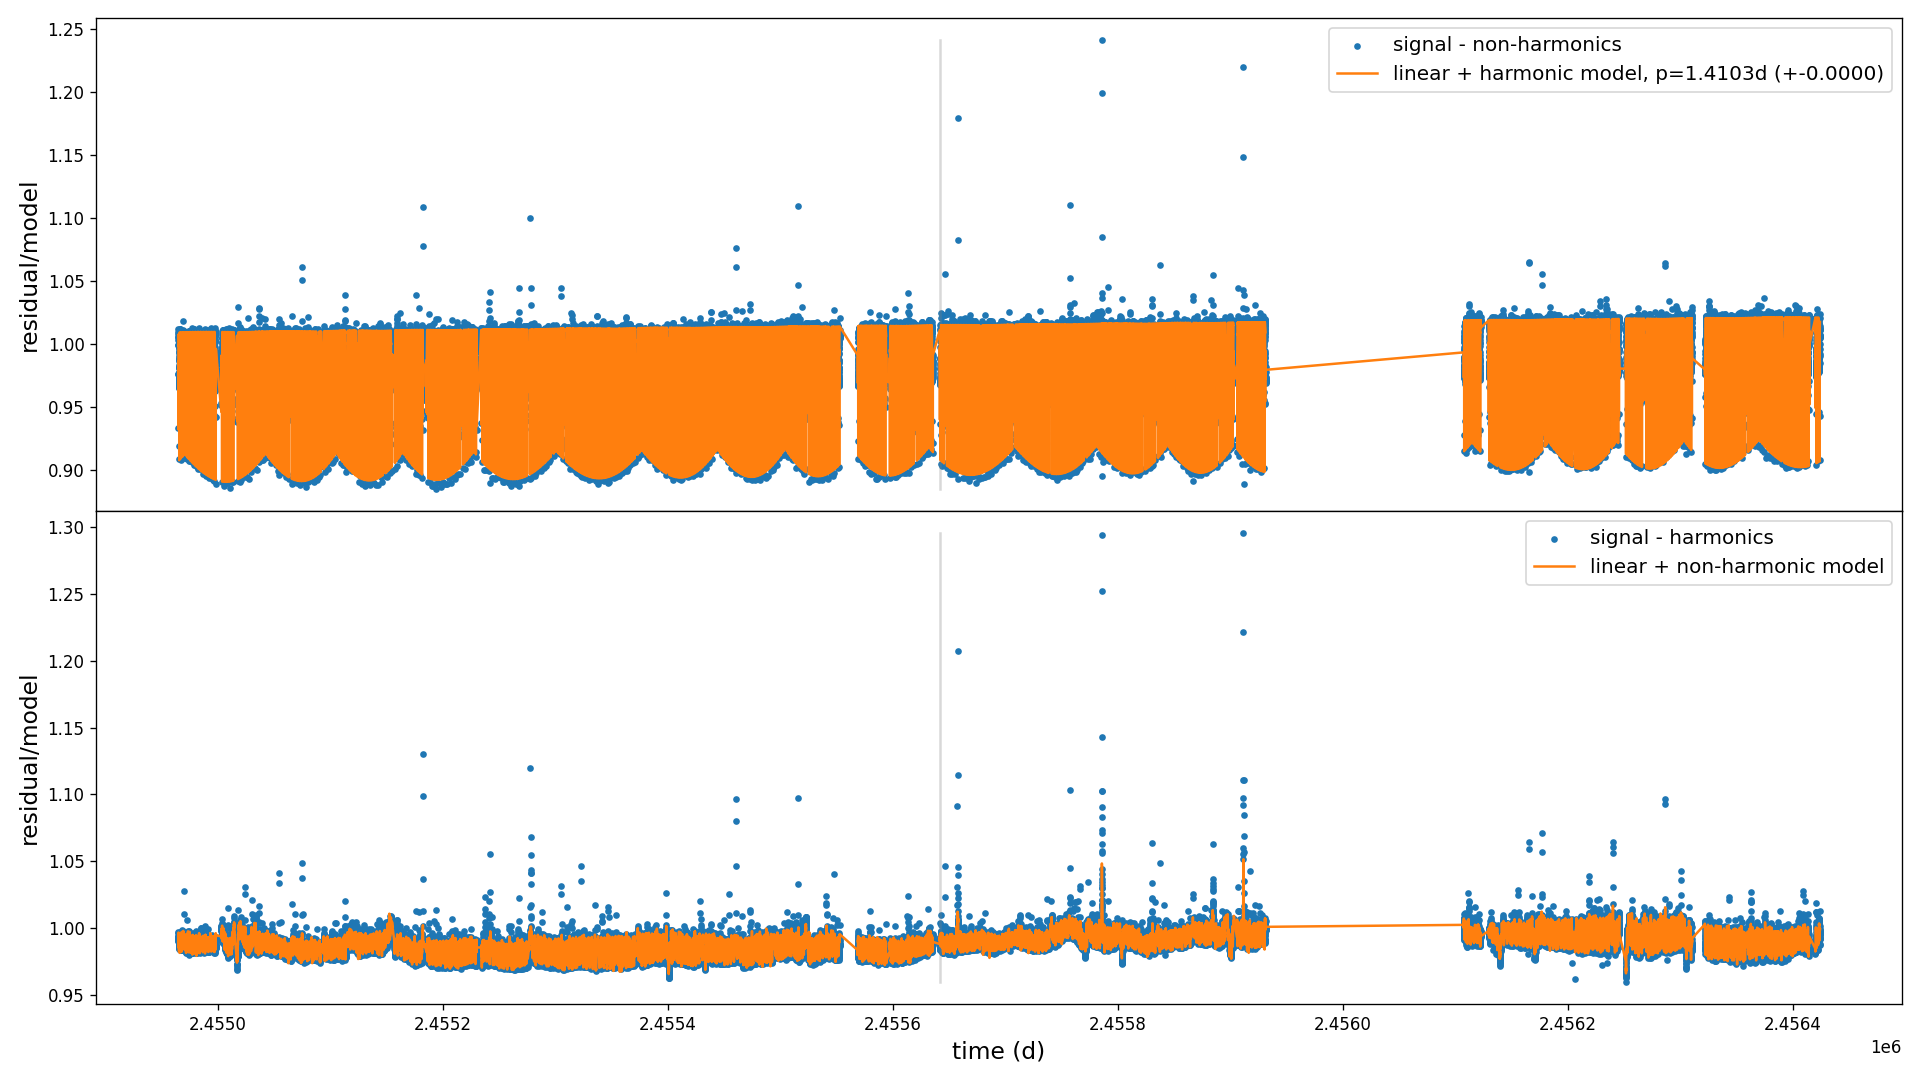 1.25
1.20
1.15
1.10
1.05
1.00
0.95
0.90
residual/model
signal - non-harmonics
linear + harmonic model, p=1.4103d (+-0.0000)
1.30
1.25
1.20
1.15
1.10
1.05
1.00
0.95
residual/model
signal - harmonics
linear + non-harmonic model
2.4550 2.4552 2.4554 2.4556 2.4558 2.4560 2.4562 2.4564
1e6
time (d)